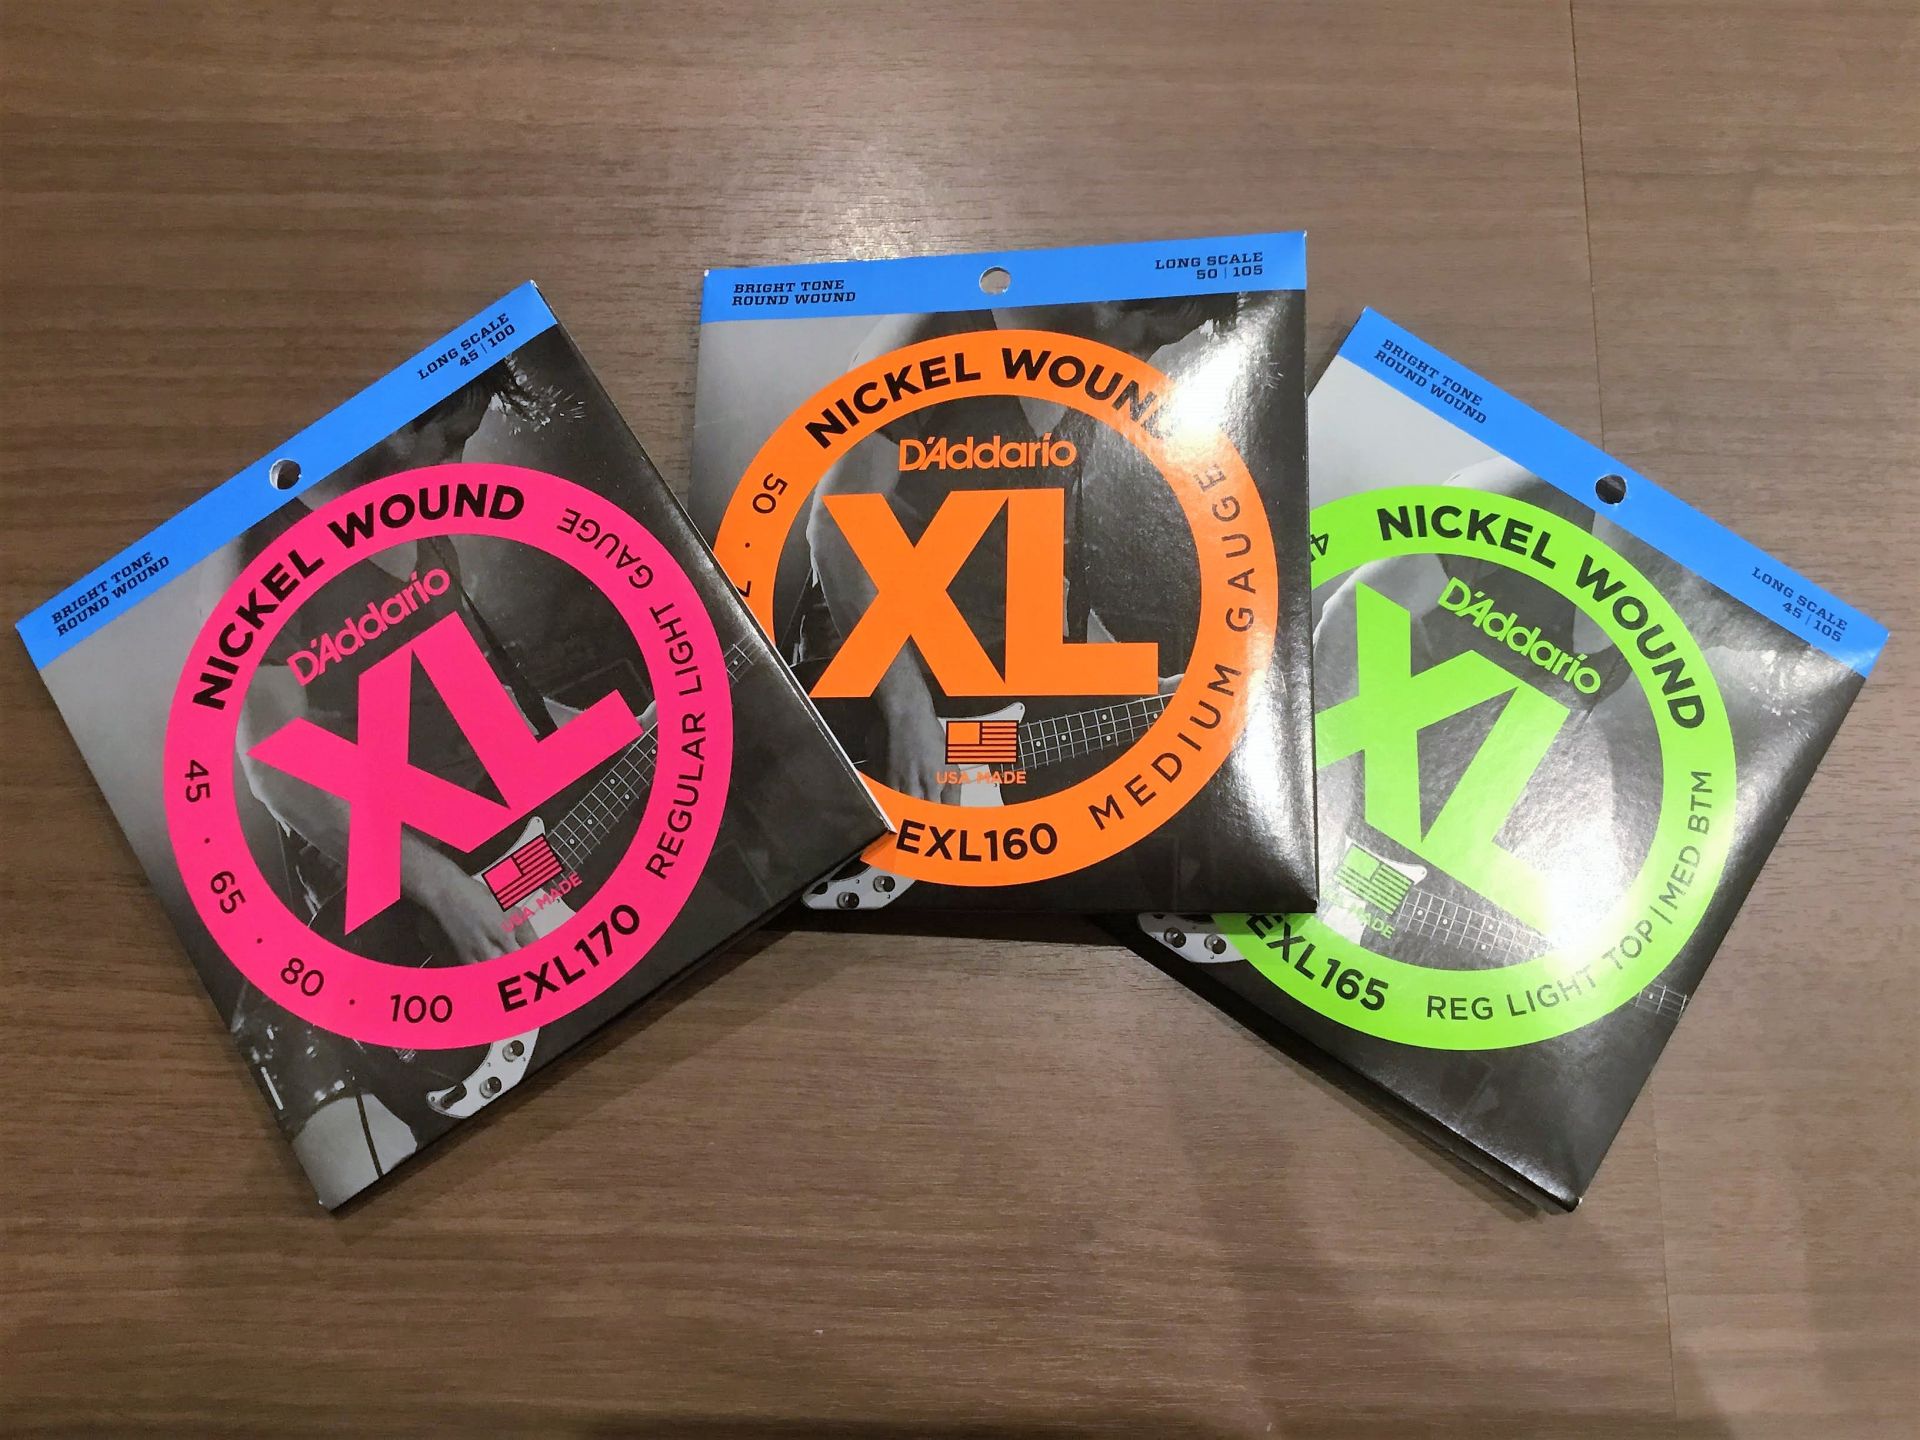 BRIGHT TONE
ROUND WOUND
LONG SCALE
45 | 100
NICKEL WOUND
D'Addario
XL
USA MADE
45 · 65 · 80 · 100
EXL170
REGULAR LIGHT GAUGE
BRIGHT TONE
ROUND WOUND
LONG SCALE
50 | 105
NICKEL WOUND
D'Addario
XL
USA MADE
50 ·
EXL160
MEDIUM GAUGE
BRIGHT TONE
ROUND WOUND
LONG SCALE
45 | 105
NICKEL WOUND
D'Addario
XL
MADE
EXL165
REG LIGHT TOP | MED BTM